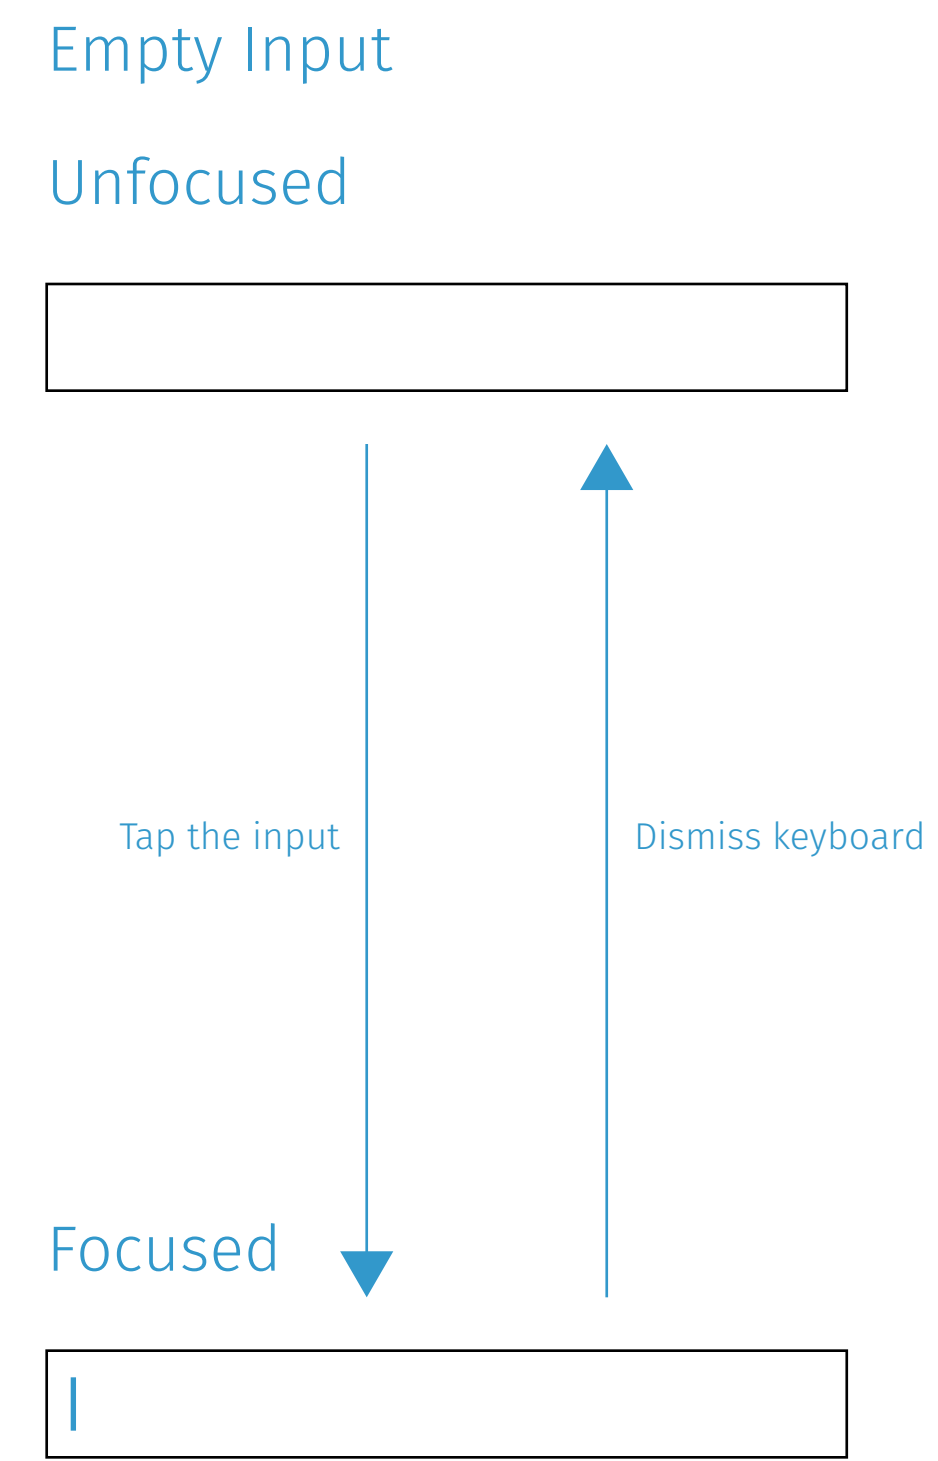 Empty Input
Unfocused
Tap the input
Dismiss keyboard
Focused